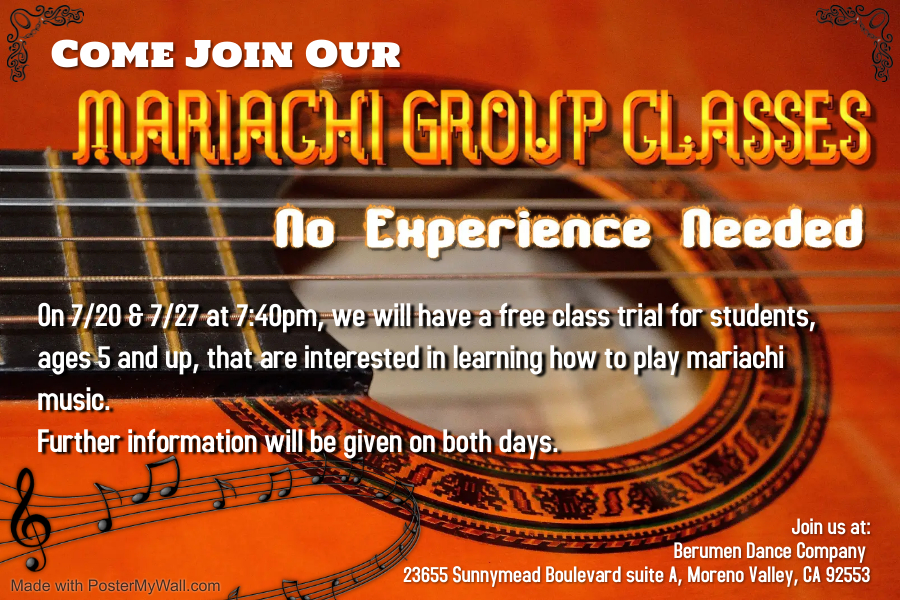 Come Join Our
MARIACHI GROUP CLASSES
No Experience Needed
On 7/20 & 7/27 at 7:40pm, we will have a free class trial for students,
ages 5 and up, that are interested in learning how to play mariachi
music.
Further information will be given on both days.
Join us at:
Berumen Dance Company
23655 Sunnymead Boulevard suite A, Moreno Valley, CA 92553
Made with PosterMyWall.com